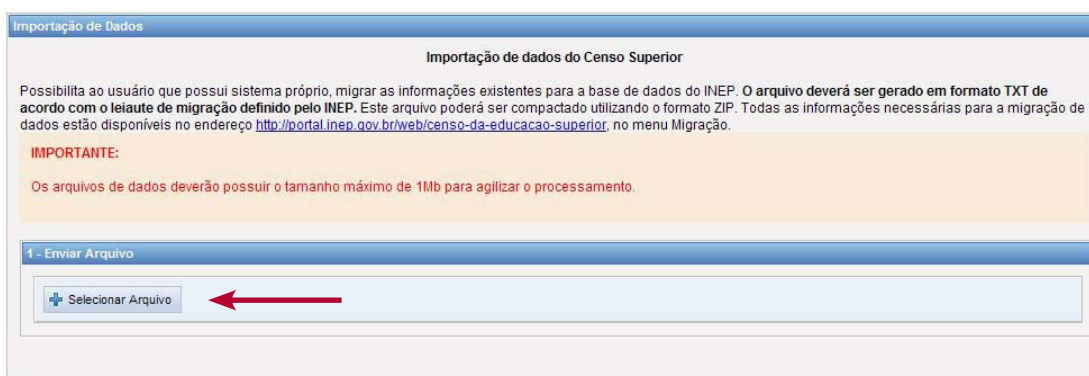 Importação de Dados
Importação de dados do Censo Superior
Possibilita ao usuário que possui sistema próprio, migrar as informações existentes para a base de dados do INEP. O arquivo deverá ser gerado em formato TXT de
acordo com o leiaute de migração definido pelo INEP. Este arquivo poderá ser compactado utilizando o formato ZIP. Todas as informações necessárias para a migração de
dados estão disponíveis no endereço http://portal.inep.gov.br/web/censo-da-educacao-superior, no menu Migração.
IMPORTANTE:
Os arquivos de dados deverão possuir o tamanho máximo de 1Mb para agilizar o processamento.
1 - Enviar Arquivo
Selecionar Arquivo